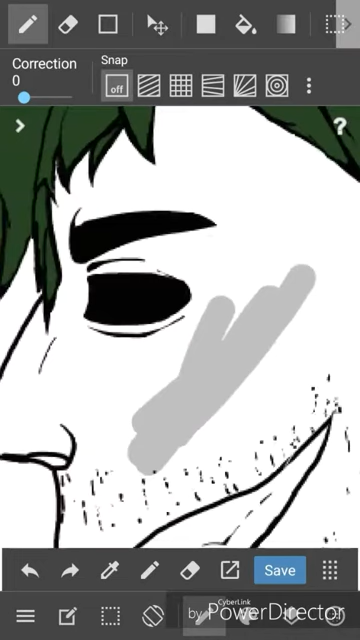 Correction
0
Snap
off
?
Save
CyberLink
by PowerDirector